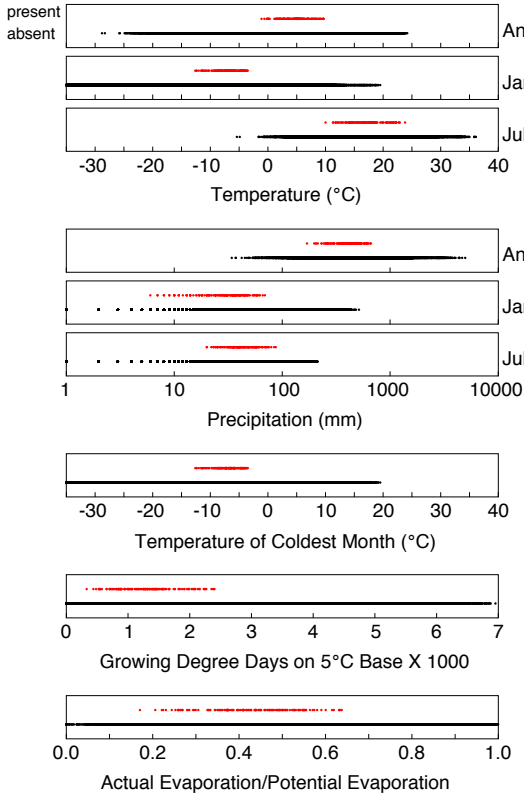 present
absent
An
Jan
Jul
-30 -20 -10 0 10 20 30 40
Temperature (°C)
An
Jan
Jul
1 10 100 1000 10000
Precipitation (mm)
-30 -20 -10 0 10 20 30 40
Temperature of Coldest Month (°C)
0 1 2 3 4 5 6 7
Growing Degree Days on 5°C Base X 1000
0.0 0.2 0.4 0.6 0.8 1.0
Actual Evaporation/Potential Evaporation